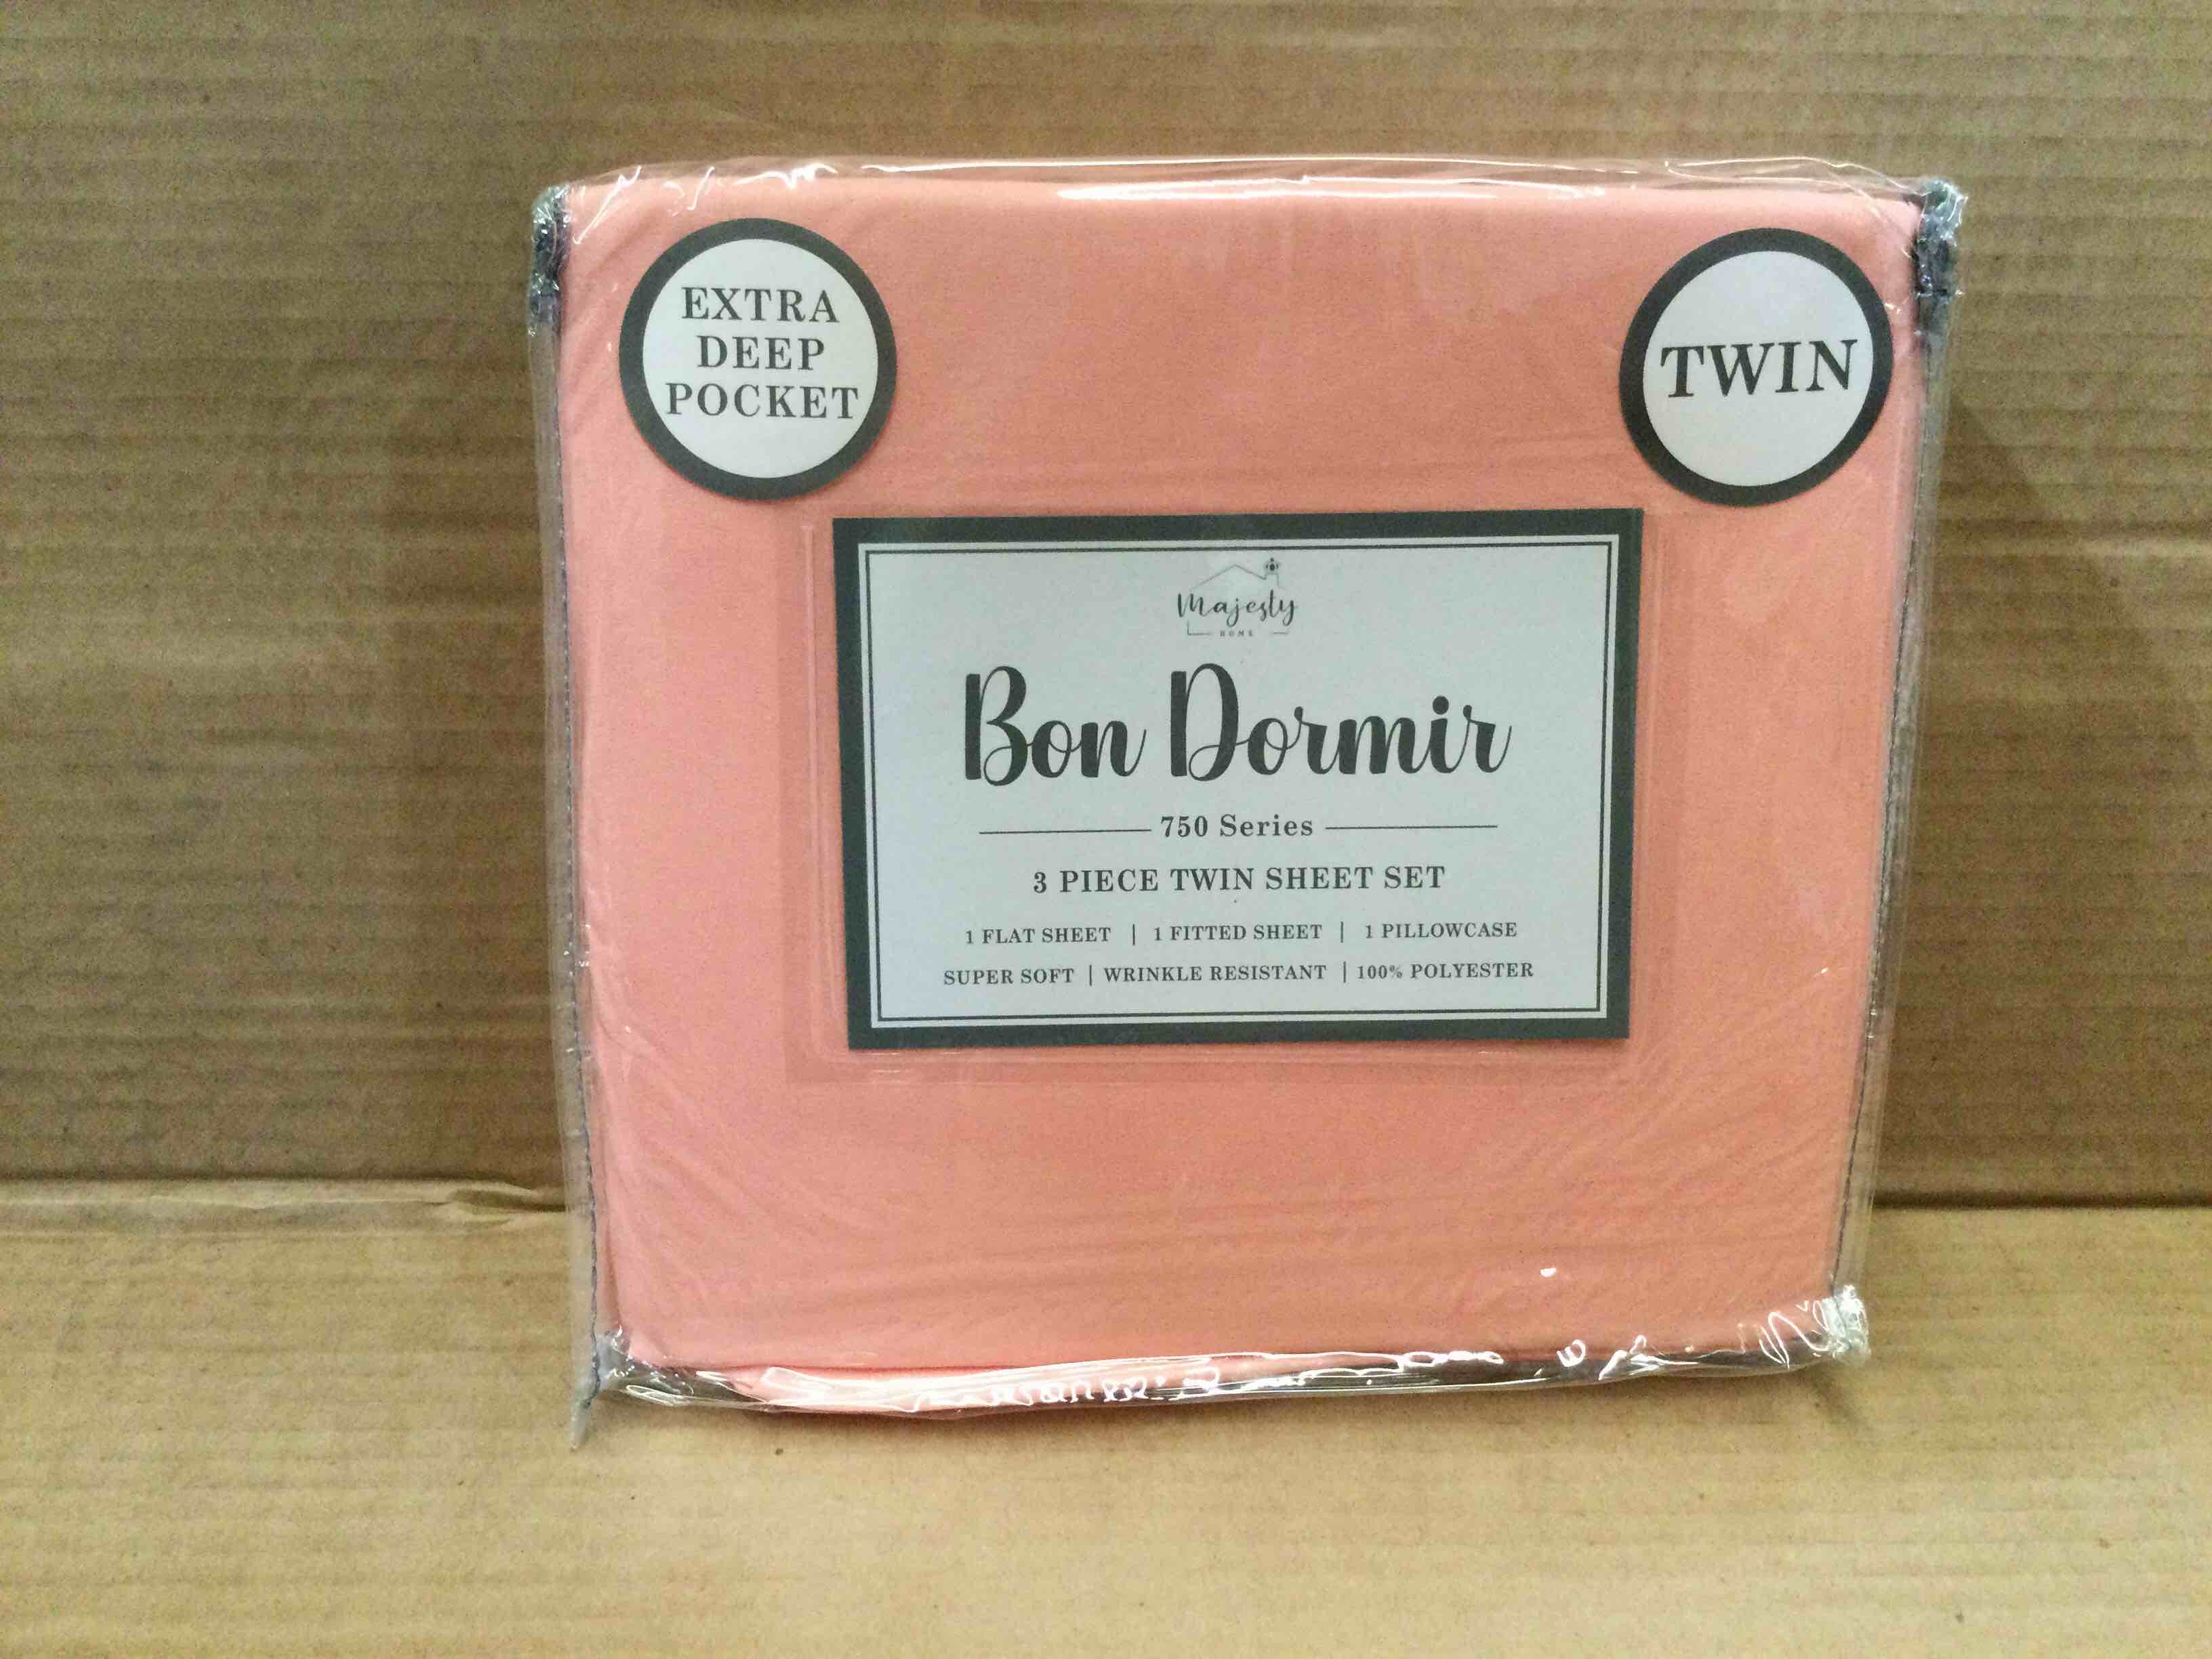 EXTRA
DEEP
POCKET
TWIN
Majesty
HOME
Bon Dormir
750 Series
3 PIECE TWIN SHEET SET
1 FLAT SHEET | 1 FITTED SHEET | 1 PILLOWCASE
SUPER SOFT | WRINKLE RESISTANT | 100% POLYESTER